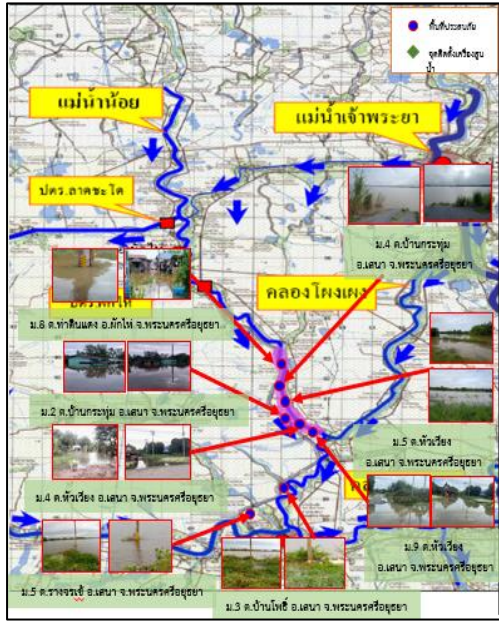 พื้นที่ประสบภัย
จุดติดตั้งเครื่องสูบ
น้ำ
แม่น้ำน้อย
แม่น้ำเจ้าพระยา
ปตร.ลาดชะโด
ม.4 ต.บ้านกระทุ่ม
อ.เสนา จ.พระนครศรีอยุธยา
คลองโผงเผง
ม.8 ต.ท่าดินแดง อ.ผักไห่ จ.พระนครศรีอยุธยา
ม.2 ต.บ้านกระทุ่ม อ.เสนา จ.พระนครศรีอยุธยา
ม.5 ต.หัวเวียง
อ.เสนา จ.พระนครศรีอยุธยา
ม.4 ต.หัวเวียง อ.เสนา จ.พระนครศรีอยุธยา
ม.9 ต.หัวเวียง
อ.เสนา จ.พระนครศรีอยุธยา
ม.5 ต.รางจรเข้ อ.เสนา จ.พระนครศรีอยุธยา
ม.3 ต.บ้านโพธิ์ อ.เสนา จ.พระนครศรีอยุธยา